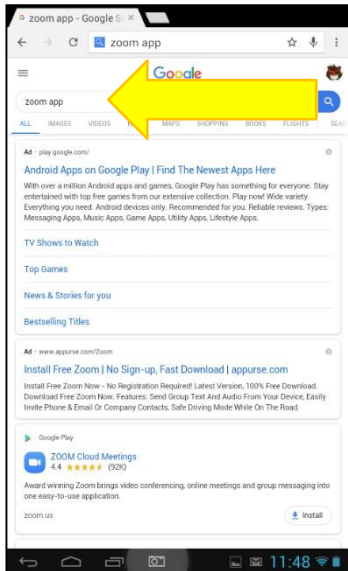 zoom app - Google S
zoom app
Google
zoom app
ALL IMAGES VIDEOS MAPS SHOPPING BOOKS FLIGHTS SEAR
Ad · play.google.com/
Android Apps on Google Play | Find The Newest Apps Here
With over a million Android apps and games, Google Play has something for everyone. Stay
entertained with top free games from our extensive collection. Play now! Wide variety.
Everything you need. Android devices only. Recommended for you. Reliable reviews. Types:
Messaging Apps, Music Apps, Game Apps, Utility Apps, Lifestyle Apps.
TV Shows to Watch
Top Games
News & Stories for you
Bestselling Titles
Ad · www.appurse.com/Zoom
Install Free Zoom | No Sign-up, Fast Download | appurse.com
Install Free Zoom Now - No Registration Required! Latest Version, 100% Free Download.
Download Free Zoom Now. Features: Send Group Text And Audio From Your Device, Easily
Invite Phone & Email Or Company Contacts, Safe Driving Mode While On The Road.
Google Play
ZOOM Cloud Meetings
4.4 ★★★★★ (92K)
Award winning Zoom brings video conferencing, online meetings and group messaging into
one easy-to-use application.
zoom.us Install
11:48